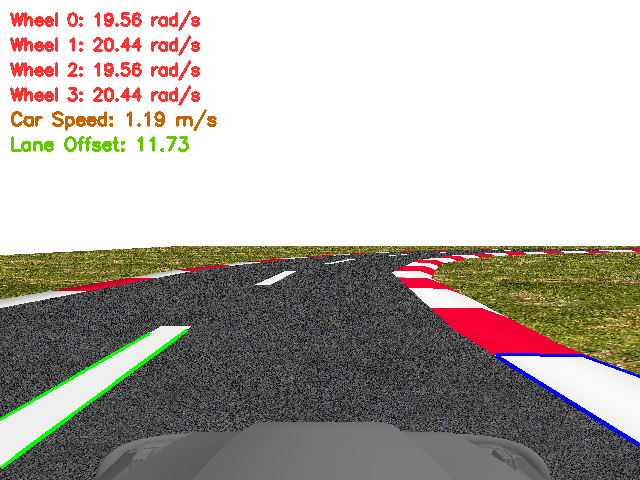 Wheel 0: 19.56 rad/s
Wheel 1: 20.44 rad/s
Wheel 2: 19.56 rad/s
Wheel 3: 20.44 rad/s
Car Speed: 1.19 m/s
Lane Offset: 11.73